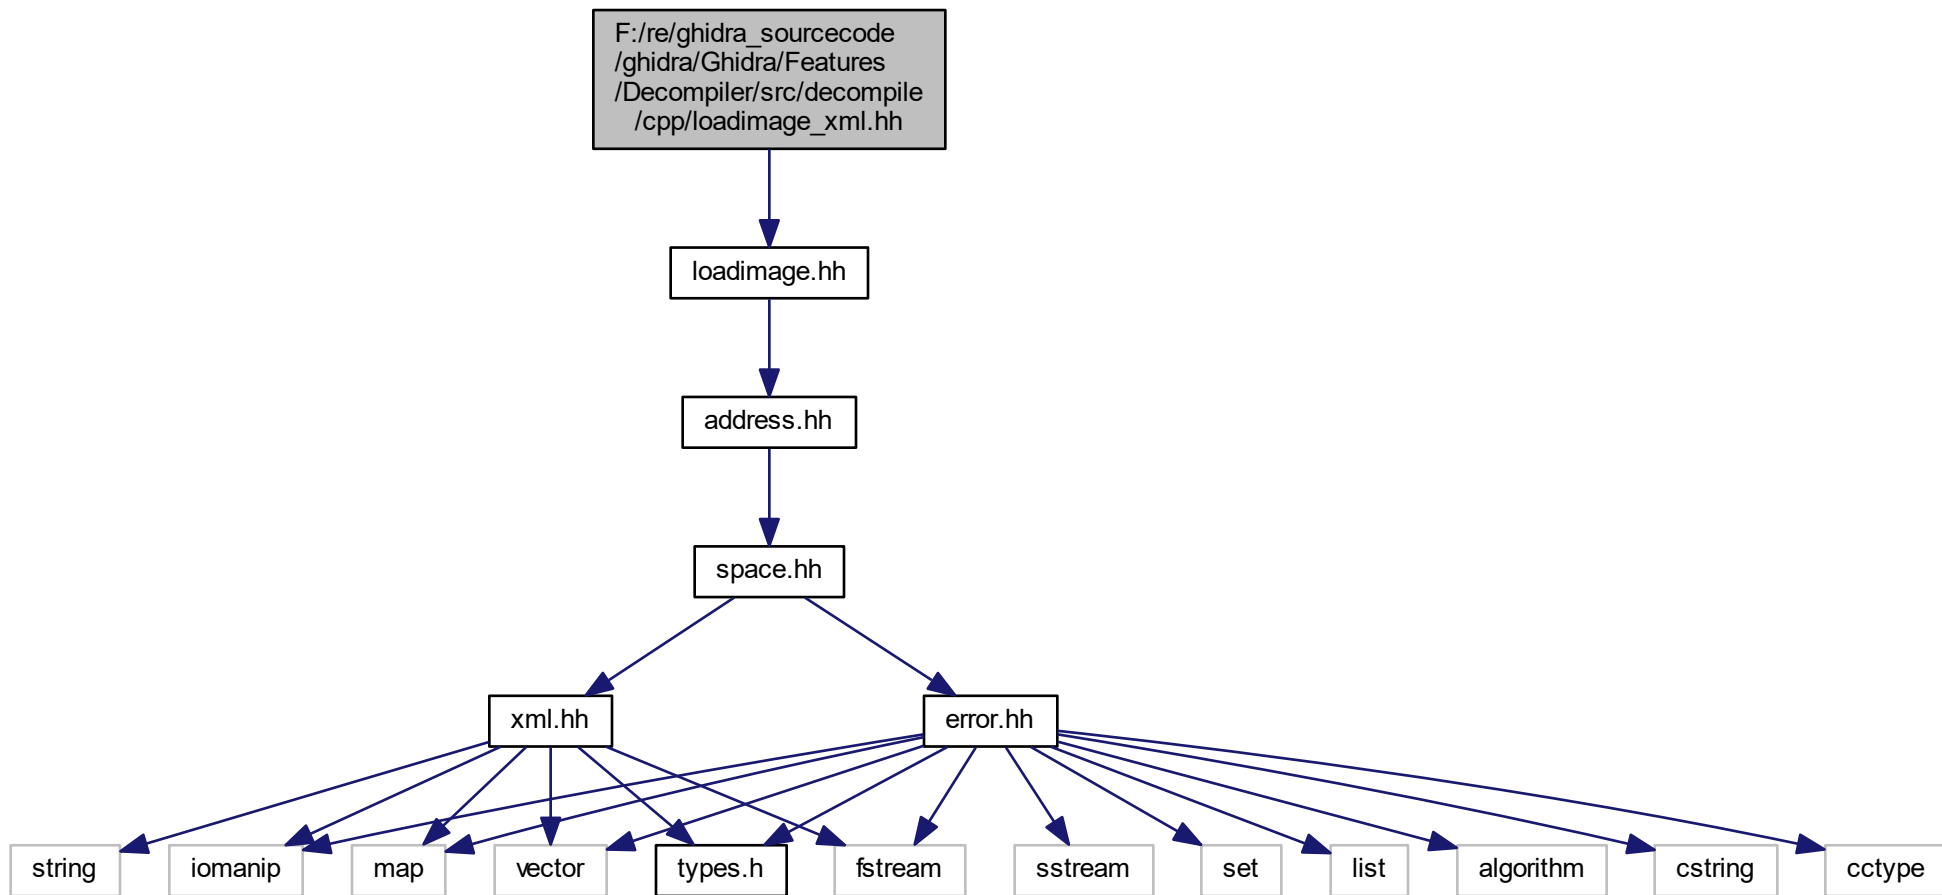 F:/re/ghidra_sourcecode
/ghidra/Ghidra/Features
/Decompiler/src/decompile
/cpp/loadimage_xml.hh
loadimage.hh
address.hh
space.hh
xml.hh
error.hh
string
iomanip
map
vector
types.h
fstream
sstream
set
list
algorithm
cstring
cctype